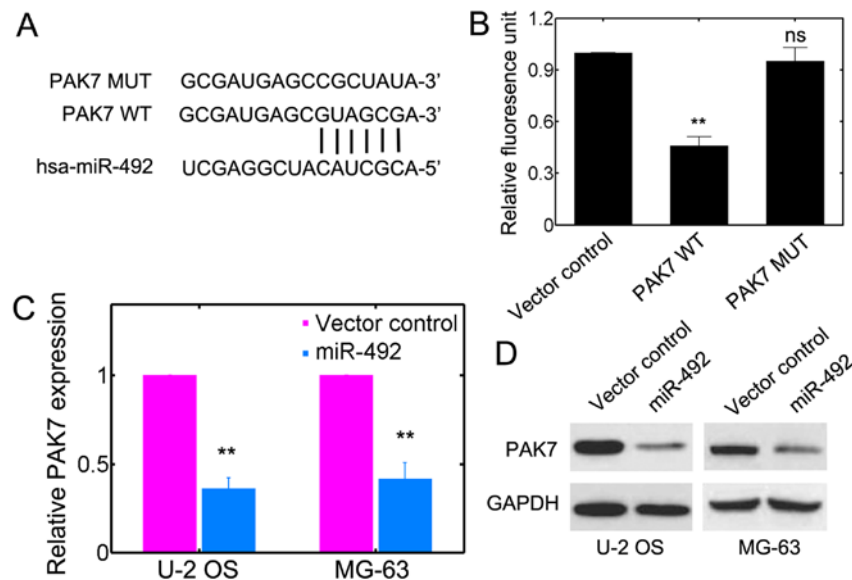 A
PAK7 MUT GCGAUGAGCCGCUAUA-3’
PAK7 WT GCGAUGAGCGUAGCGA-3’
hsa-miR-492 UCGAGGCUACAUCGCA-5’
B
Relative fluoresence unit
1.2
0.9
0.6
0.3
0
**
ns
Vector control
PAK7 WT
PAK7 MUT
C
Relative PAK7 expression
1
0.5
0
Vector control
miR-492
**
**
U-2 OS
MG-63
D
Vector control
miR-492
Vector control
miR-492
PAK7
GAPDH
U-2 OS
MG-63